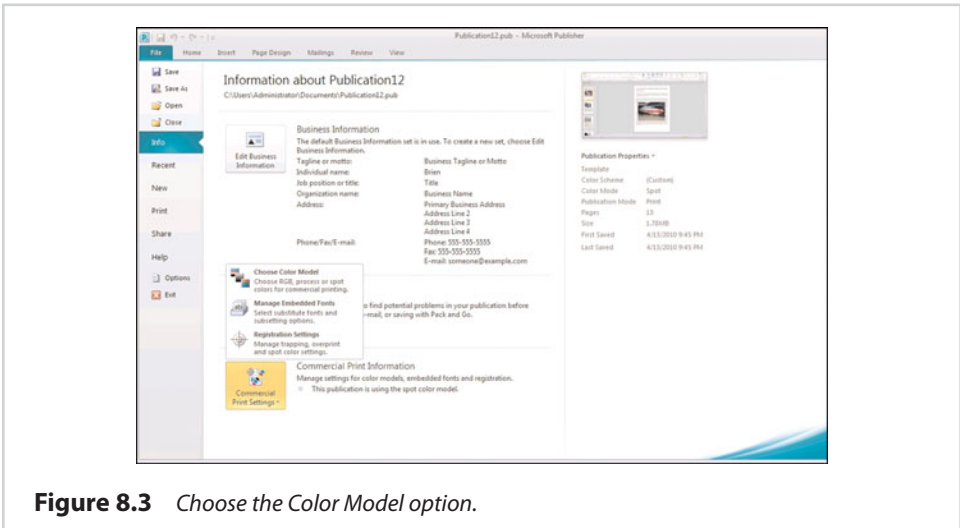 Publication12.pub - Microsoft Publisher
File Home Insert Page Design Mailings Review View
Save
Save As
Open
Close
Info
Recent
New
Print
Share
Help
Options
Exit
Information about Publication12
C:\Users\Administrator\Documents\Publication12.pub
Edit Business
Information
Business Information
The default Business Information set is in use. To create a new set, choose Edit
Business Information.
Tagline or motto: Business Tagline or Motto
Individual name: Brien
Job position or title: Title
Organization name: Business Name
Address: Primary Business Address
Address Line 2
Address Line 3
Address Line 4
Phone/Fax/E-mail: Phone: 555-555-5555
Fax: 555-555-5555
E-mail: someone@example.com
Choose Color Model
Choose RGB, process or spot
colors for commercial printing.
Manage Embedded Fonts
Select substitute fonts and
subsetting options.
Registration Settings
Manage trapping, overprint
and spot color settings.
o find potential problems in your publication before
-mail, or saving with Pack and Go.
Commercial
Print Settings
Commercial Print Information
Manage settings for color models, embedded fonts and registration.
This publication is using the spot color model.
Publication Properties
Template
Color Scheme (Custom)
Color Mode Spot
Publication Mode Print
Pages 13
Size 1.78MB
First Saved 4/13/2010 9:45 PM
Last Saved 4/13/2010 9:45 PM
Figure 8.3 Choose the Color Model option.